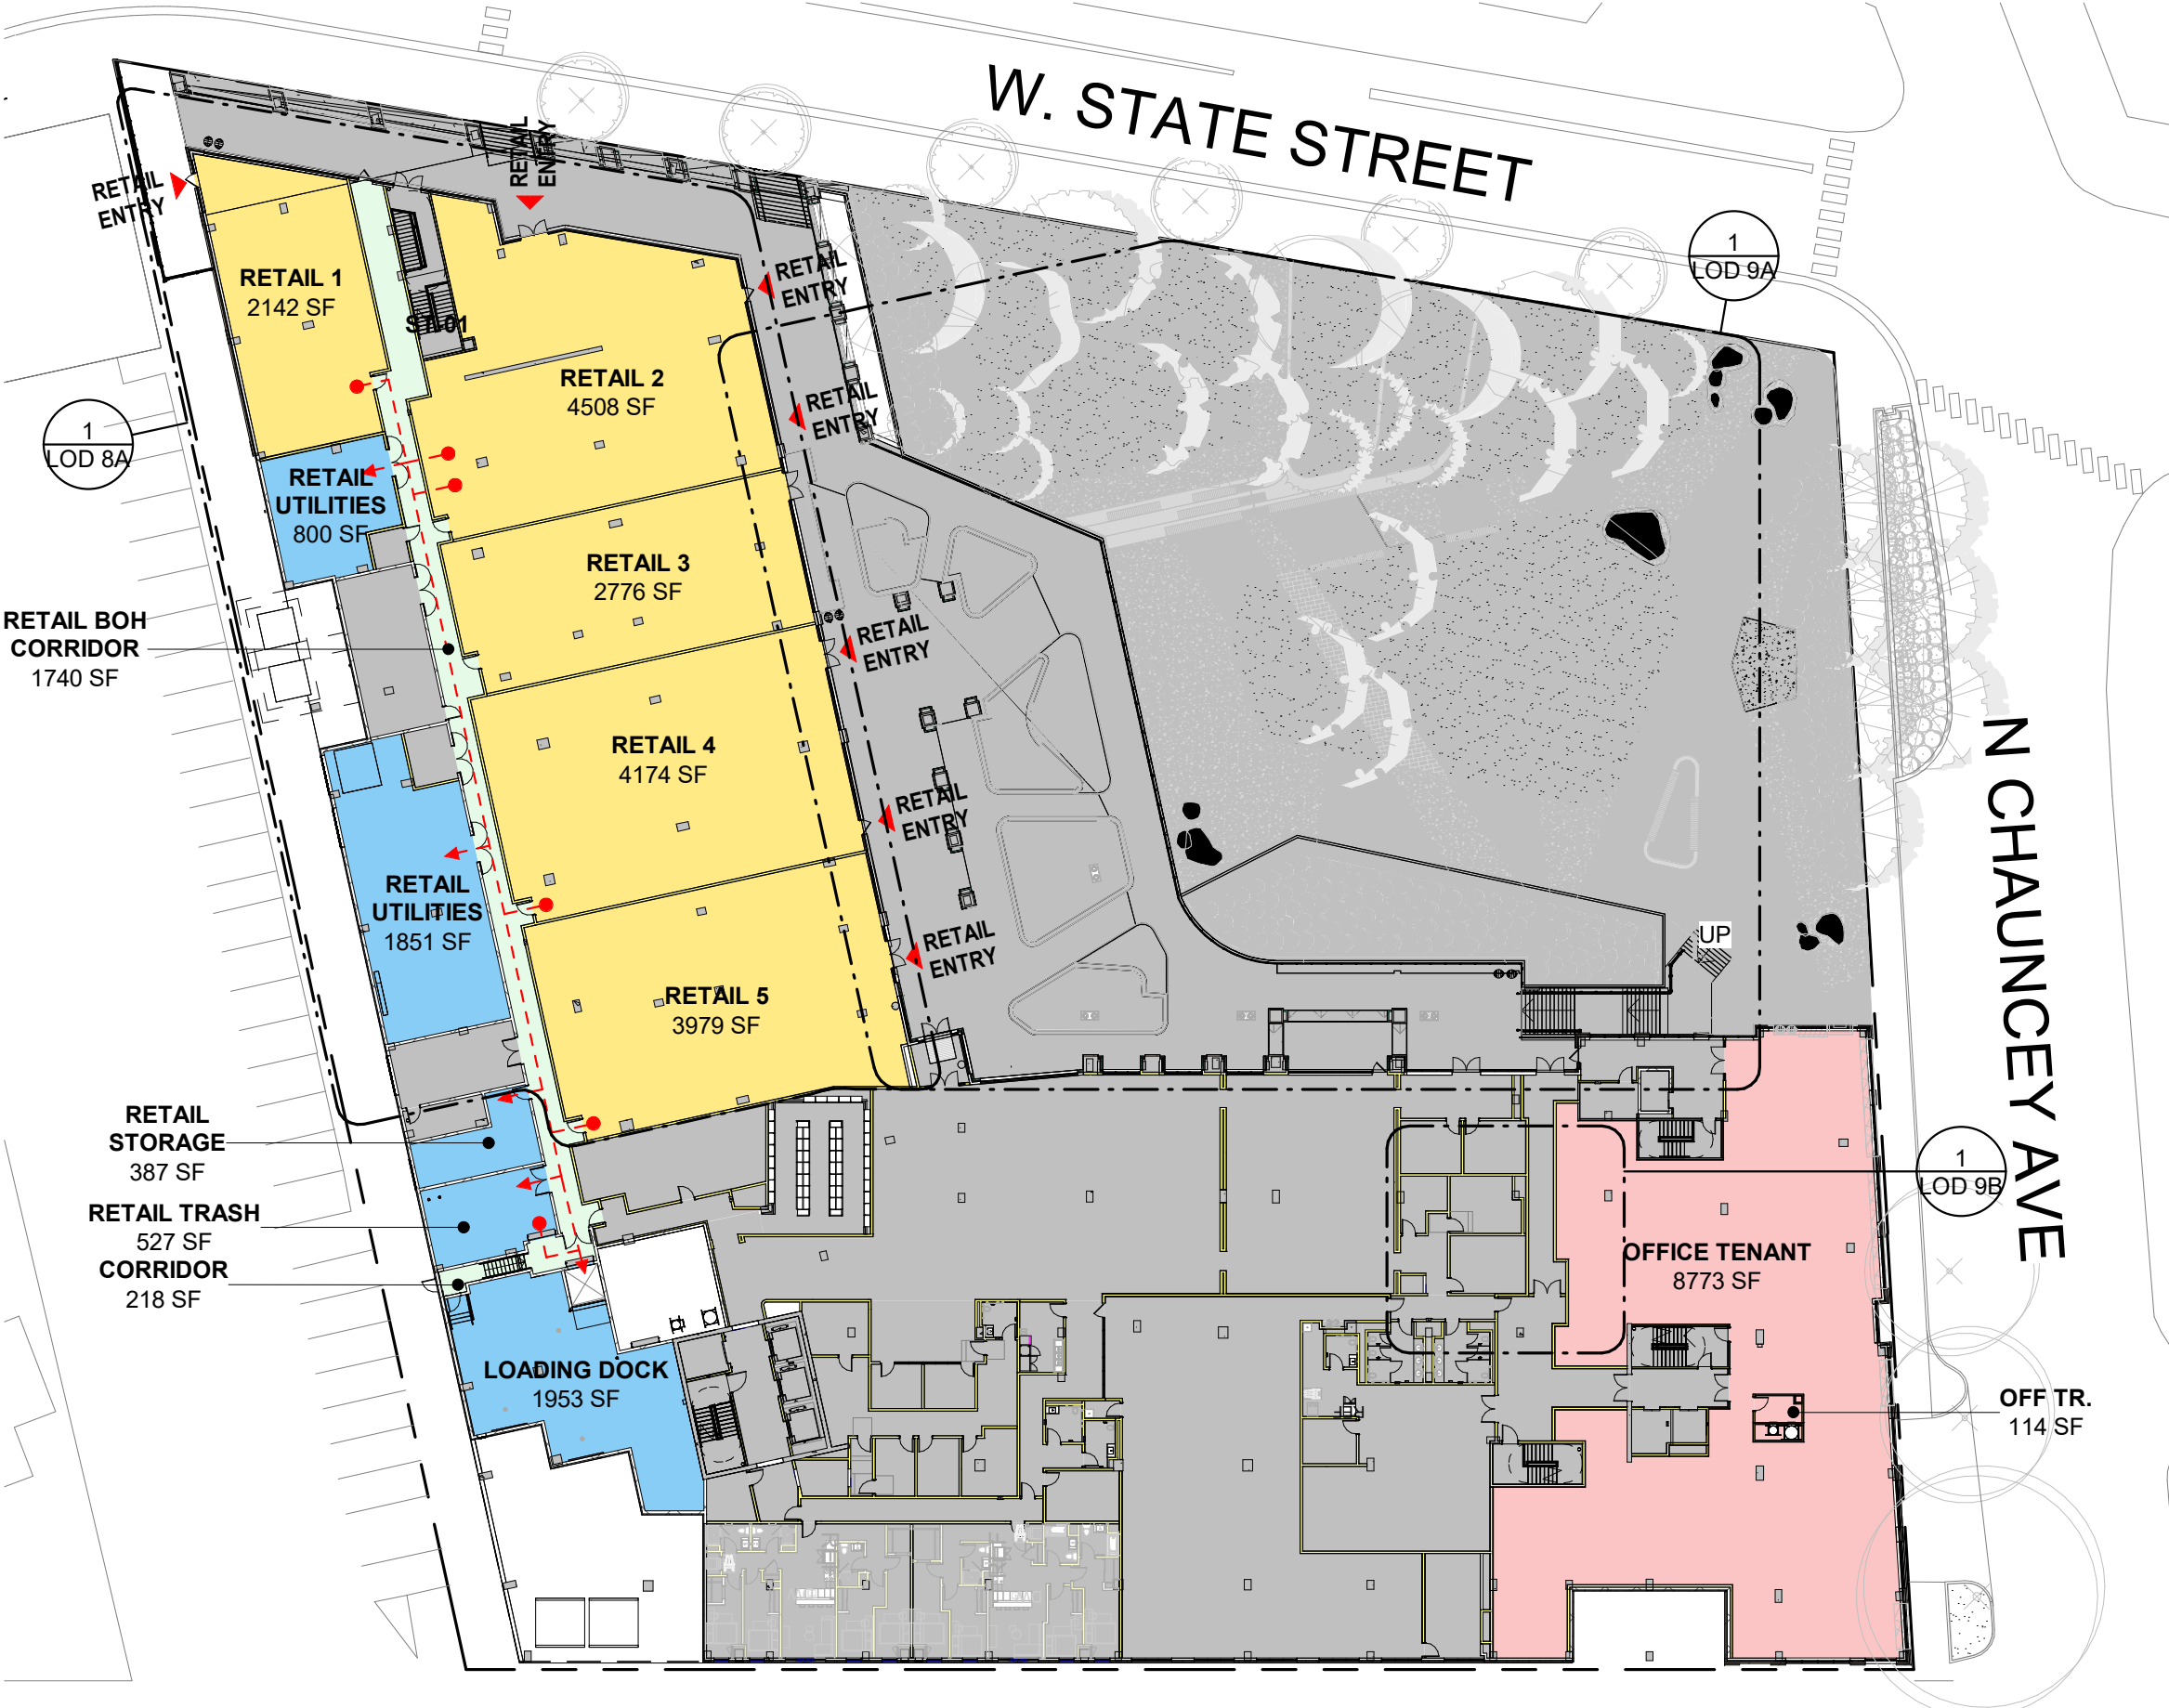 W. STATE STREET
RETAIL
ENTRY
RETAIL
ENTRY
1
LOD 9A
RETAIL
ENTRY
RETAIL 1
2142 SF
ST-01
RETAIL 2
4508 SF
RETAIL
ENTRY
1
LOD 8A
RETAIL
UTILITIES
800 SF
RETAIL 3
2776 SF
RETAIL BOH
CORRIDOR
1740 SF
RETAIL
ENTRY
RETAIL 4
4174 SF
RETAIL
ENTRY
N CHAUNCEY AVE
RETAIL
UTILITIES
1851 SF
RETAIL
ENTRY
UP
RETAIL 5
3979 SF
RETAIL
STORAGE
387 SF
1
LOD 9B
RETAIL TRASH
527 SF
CORRIDOR
218 SF
OFFICE TENANT
8773 SF
LOADING DOCK
1953 SF
OFF TR.
114 SF